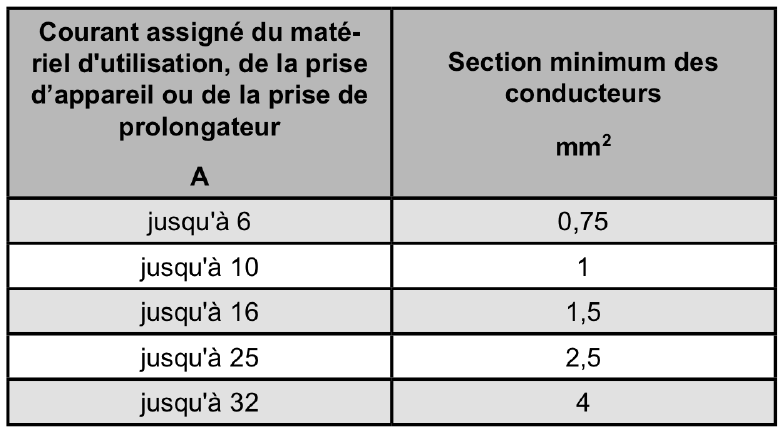 Courant assigné du maté-
riel d'utilisation, de la prise
d’appareil ou de la prise de
prolongateur
A
Section minimum des
conducteurs
mm²
jusqu'à 6 0,75
jusqu'à 10 1
jusqu'à 16 1,5
jusqu'à 25 2,5
jusqu'à 32 4